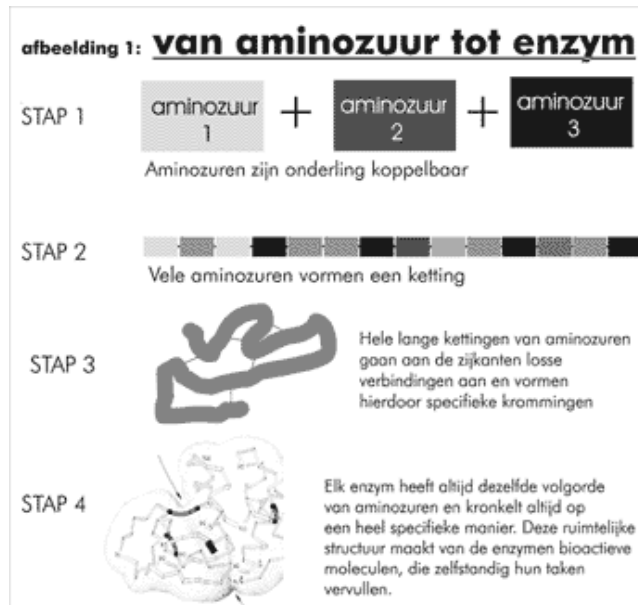 afbeelding 1: van aminozuur tot enzym
STAP 1
aminozuur
1
+
aminozuur
2
+
aminozuur
3
Aminozuren zijn onderling koppelbaar
STAP 2
Vele aminozuren vormen een ketting
STAP 3
Hele lange kettingen van aminozuren
gaan aan de zijkanten losse
verbindingen aan en vormen
hierdoor specifieke krommingen
STAP 4
Elk enzym heeft altijd dezelfde volgorde
van aminozuren en kronkelt altijd op
een heel specifieke manier. Deze ruimtelijke
structuur maakt van de enzymen bioactieve
moleculen, die zelfstandig hun taken
vervullen.